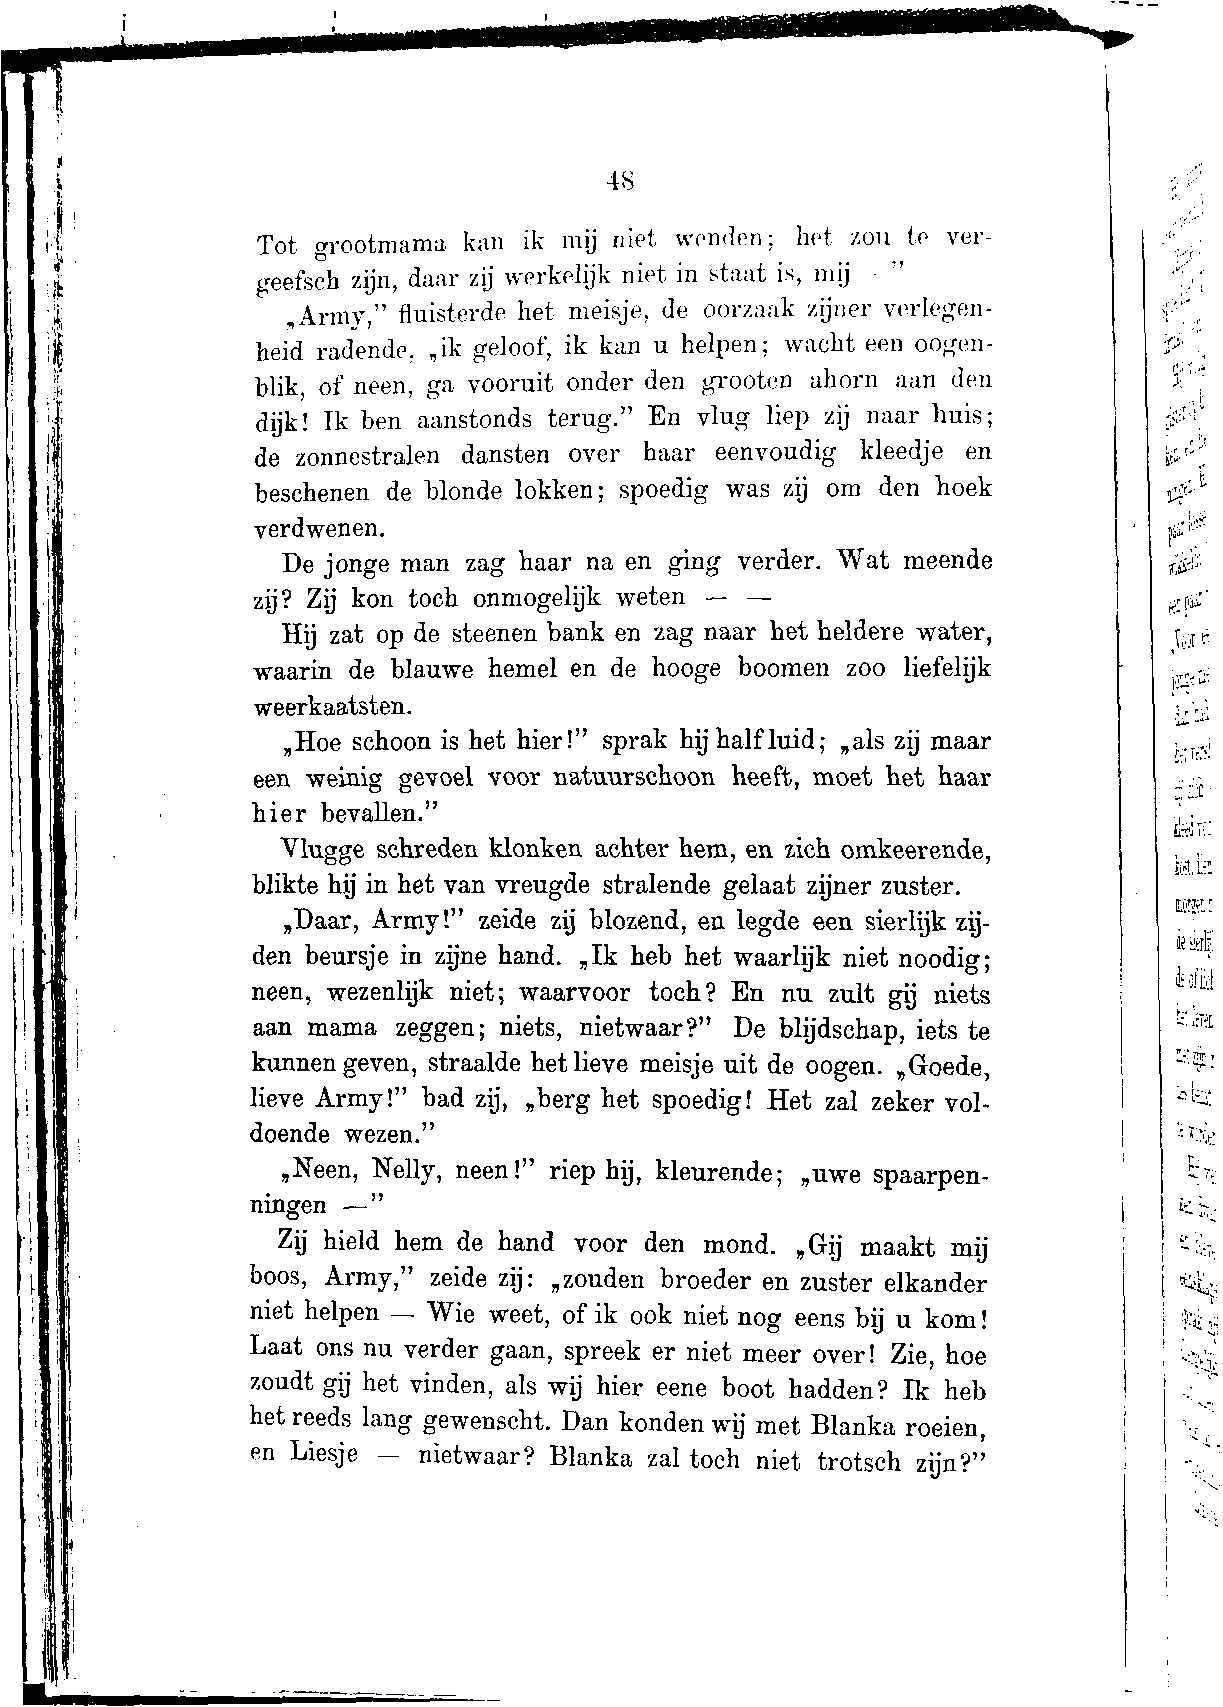 48
Tot grootmama kan ik mij niet wenden; het zou te ver-
geefsch zijn, daar zij werkelijk niet in staat is, mij - ”
„Army,” fluisterde het meisje, de oorzaak zijner verlegen-
heid radende, „ik geloof, ik kan u helpen; wacht een oogen-
blik, of neen, ga vooruit onder den grooten ahorn aan den
dijk! Ik ben aanstonds terug.” En vlug liep zij naar huis;
de zonnestralen dansten over haar eenvoudig kleedje en
beschenen de blonde lokken; spoedig was zij om den hoek
verdwenen.
De jonge man zag haar na en ging verder. Wat meende
zij? Zij kon toch onmogelijk weten — —
Hij zat op de steenen bank en zag naar het heldere water,
waarin de blauwe hemel en de hooge boomen zoo liefelijk
weerkaatsten.
„Hoe schoon is het hier!” sprak hij half luid; „als zij maar
een weinig gevoel voor natuurschoon heeft, moet het haar
hier bevallen.”
Vlugge schreden klonken achter hem, en zich omkeerende,
blikte hij in het van vreugde stralende gelaat zijner zuster.
„Daar, Army!” zeide zij blozend, en legde een sierlijk zij-
den beursje in zijne hand. „Ik heb het waarlijk niet noodig;
neen, wezenlijk niet; waarvoor toch? En nu zult gij niets
aan mama zeggen; niets, nietwaar?” De blijdschap, iets te
kunnen geven, straalde het lieve meisje uit de oogen. „Goede,
lieve Army!” bad zij, „berg het spoedig! Het zal zeker vol-
doende wezen.”
„Neen, Nelly, neen!” riep hij, kleurende; „uwe spaarpen-
ningen —”
Zij hield hem de hand voor den mond. „Gij maakt mij
boos, Army,” zeide zij: „zouden broeder en zuster elkander
niet helpen — Wie weet, of ik ook niet nog eens bij u kom!
Laat ons nu verder gaan, spreek er niet meer over! Zie, hoe
zoudt gij het vinden, als wij hier eene boot hadden? Ik heb
het reeds lang gewenscht. Dan konden wij met Blanka roeien,
en Liesje — nietwaar? Blanka zal toch niet trotsch zijn?”